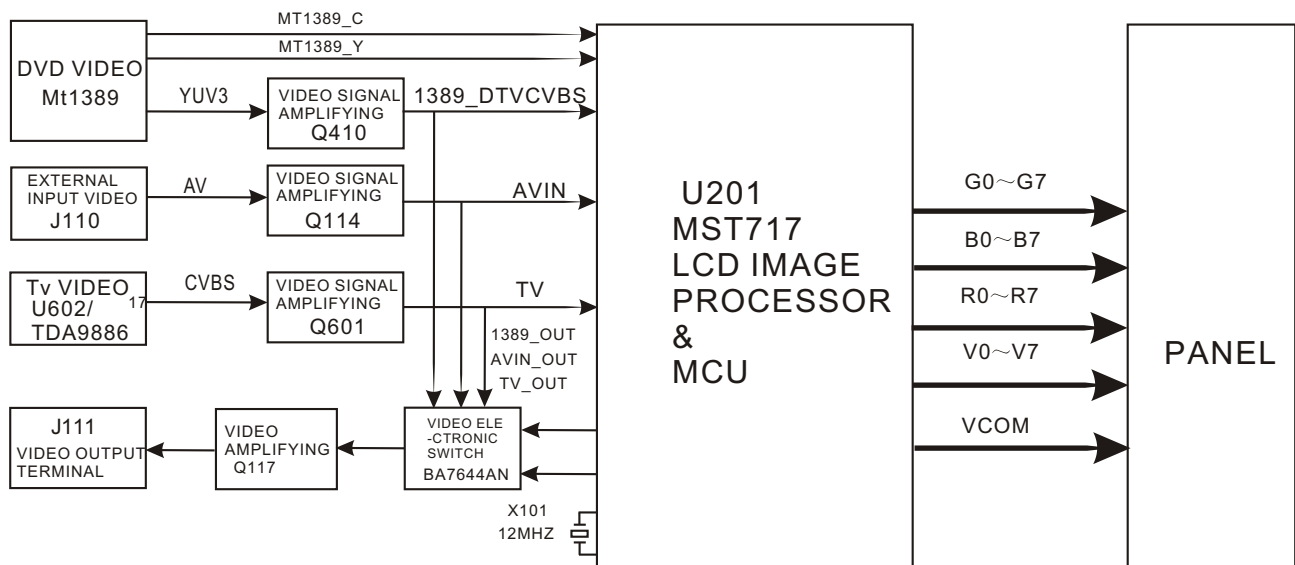 MT1389_C
MT1389_Y
DVD VIDEO
Mt1389
YUV3
VIDEO SIGNAL
AMPLIFYING
Q410
1389_DTVCVBS
EXTERNAL
INPUT VIDEO
J110
AV
VIDEO SIGNAL
AMPLIFYING
Q114
AVIN
Tv VIDEO
U602/ 17
TDA9886
CVBS
VIDEO SIGNAL
AMPLIFYING
Q601
TV
1389_OUT
AVIN_OUT
TV_OUT
J111
VIDEO OUTPUT
TERMINAL
VIDEO
AMPLIFYING
Q117
VIDEO ELE
-CTRONIC
SWITCH
BA7644AN
X101
12MHZ
U201
MST717
LCD IMAGE
PROCESSOR
&
MCU
G0～G7
B0～B7
R0～R7
V0～V7
VCOM
PANEL